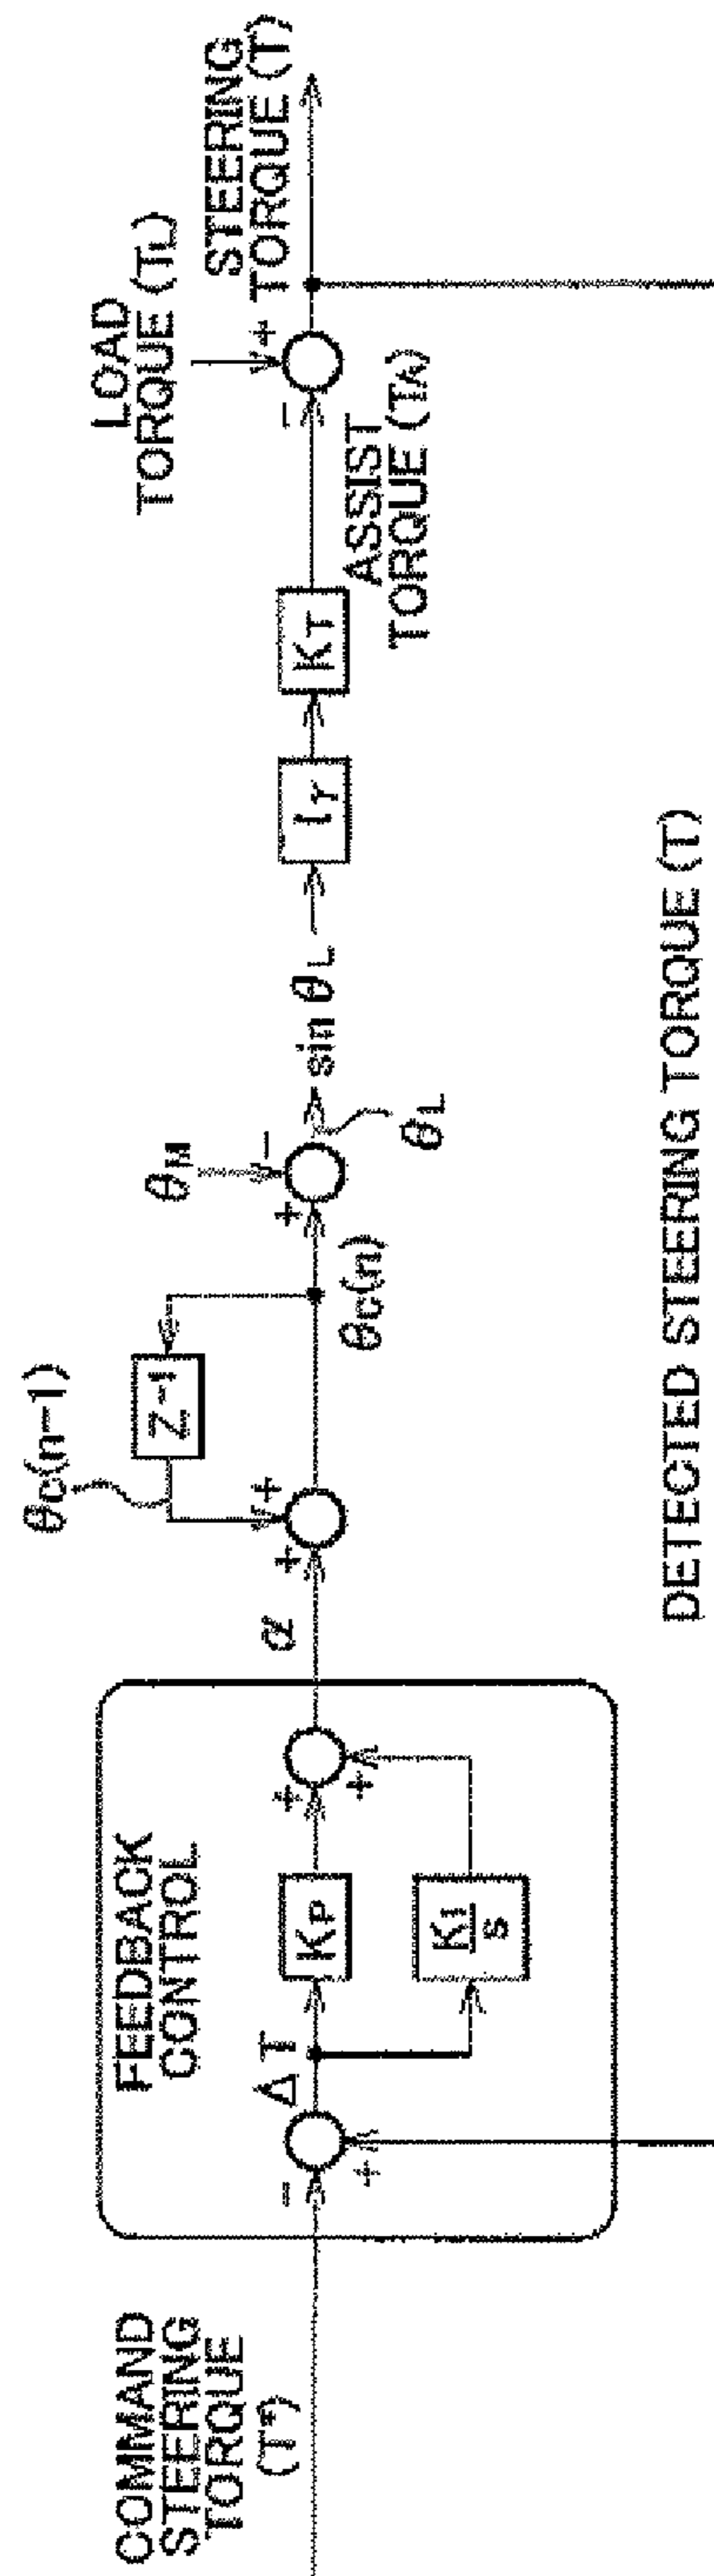 COMMAND
STEERING
TORQUE
(T*)
FEEDBACK
CONTROL
-
+
ΔT
KP
KI
S
+
+
α
+
+
θC(n-1)
Z-1
θC(n)
θM
+
-
θL
sin θL
Iγ
KT
ASSIST
TORQUE (TA)
LOAD
TORQUE (TL)
-
+
STEERING
TORQUE (T)
DETECTED STEERING TORQUE (T)